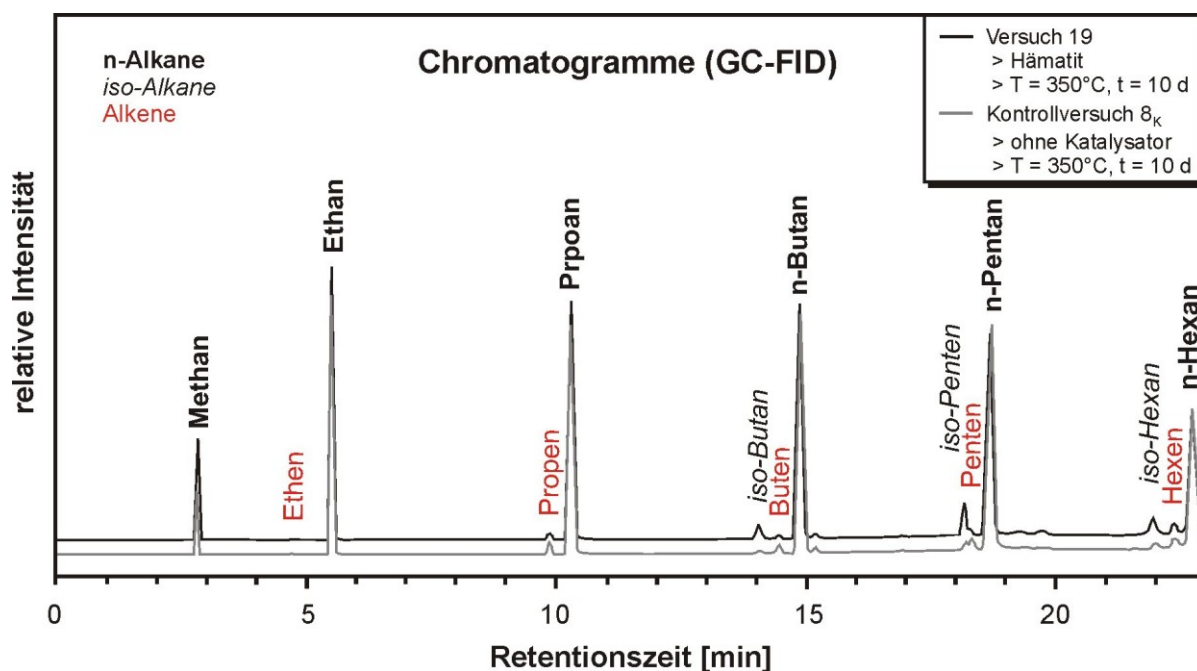 Chromatogramme (GC-FID)
n-Alkane
iso-Alkane
Alkene
Versuch 19
> Hämatit
> T = 350°C, t = 10 d
Kontrollversuch 8K
> ohne Katalysator
> T = 350°C, t = 10 d
relative Intensität
Methan
Ethen
Ethan
Propen
Prpoan
iso-Butan
Buten
n-Butan
iso-Penten
Penten
n-Pentan
iso-Hexan
Hexen
n-Hexan
0 5 10 15 20
Retentionszeit [min]